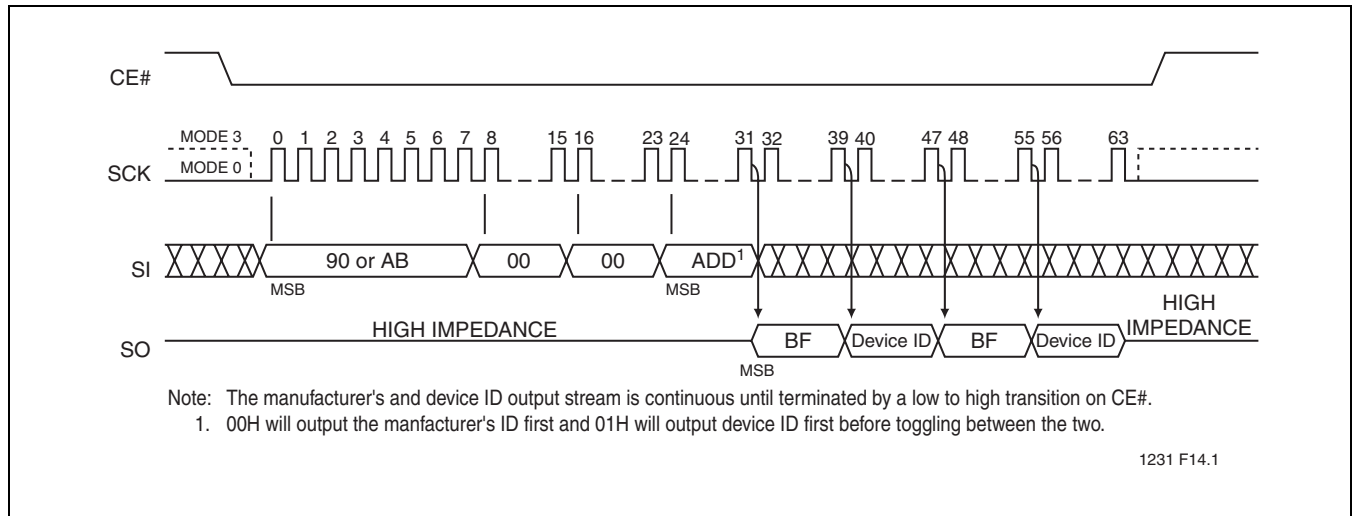 CE#
MODE 3 0 1 2 3 4 5 6 7 8 15 16 23 24 31 32 39 40 47 48 55 56 63
SCK MODE 0
SI 90 or AB 00 00 ADD1
MSB MSB
HIGH IMPEDANCE
HIGH IMPEDANCE
SO BF Device ID BF Device ID
MSB
Note: The manufacturer's and device ID output stream is continuous until terminated by a low to high transition on CE#.
1. 00H will output the manfacturer's ID first and 01H will output device ID first before toggling between the two.
1231 F14.1